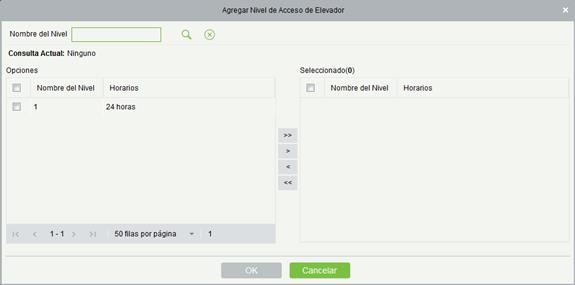 Agregar Nivel de Acceso de Elevador
Nombre del Nivel
Consulta Actual: Ninguno
Opciones
Nombre del Nivel Horarios
1 24 horas
1 - 1 50 filas por página 1
>>
>
<
<<
Seleccionado(0)
Nombre del Nivel Horarios
OK Cancelar